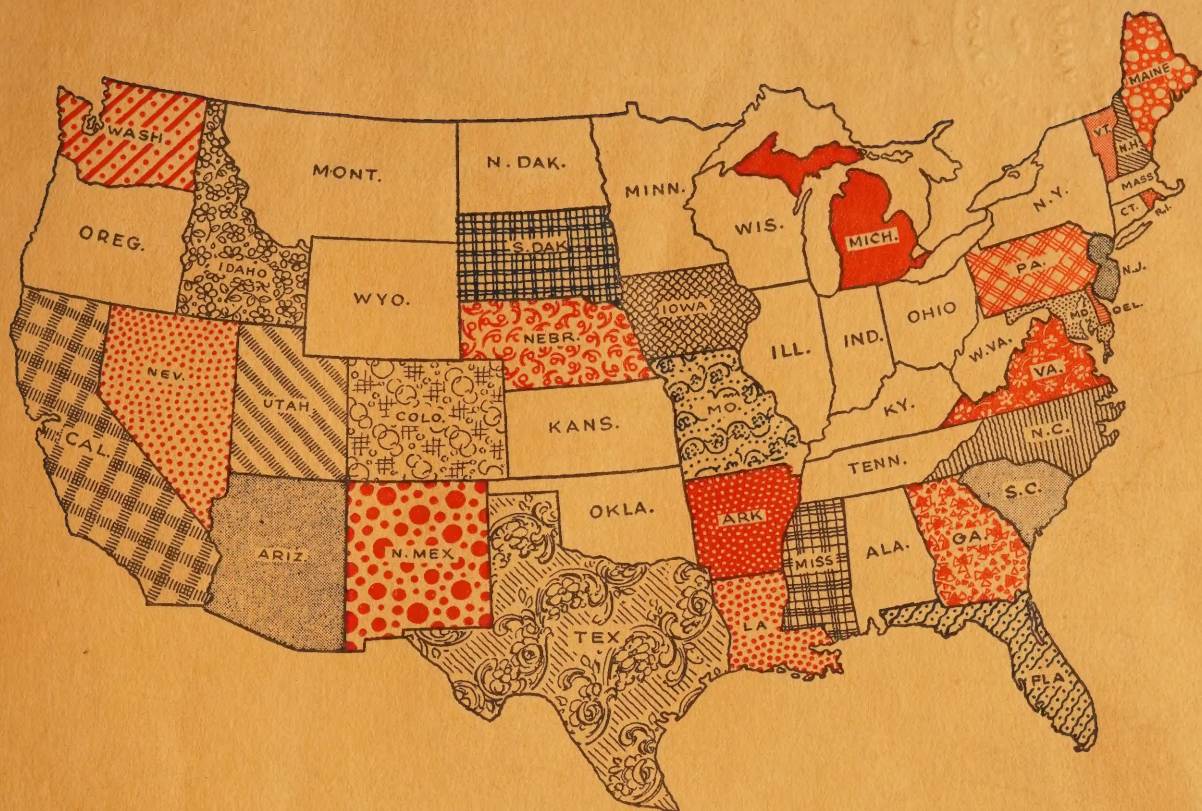 WASH.
MONT.
N. DAK.
MINN.
MAINE
VT.
N.H.
MASS.
CT.
R.I.
N.Y.
OREG.
IDAHO
WYO.
S. DAK.
WIS.
MICH.
PA.
N.J.
DEL.
MD.
IOWA
NEBR.
NEV.
UTAH
COLO.
CAL.
KANS.
MO.
ILL.
IND.
OHIO
W.VA.
VA.
KY.
N.C.
TENN.
S.C.
ARIZ.
N. MEX.
OKLA.
ARK.
MISS.
ALA.
GA.
TEX.
LA.
FLA.